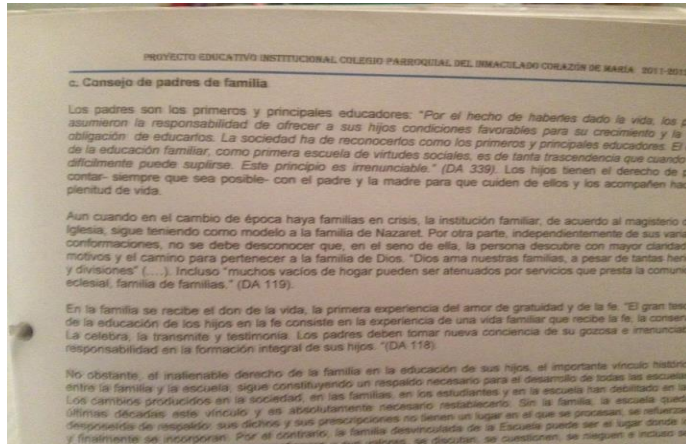 PROYECTO EDUCATIVO INSTITUCIONAL COLEGIO PARROQUIAL DEL INMACULADO CORAZÓN DE MARÍA 2011-201
c. Consejo de padres de familia
Los padres son los primeros y principales educadores: "Por el hecho de haberles dado la vida, los p
asumieron la responsabilidad de ofrecer a sus hijos condiciones favorables para su crecimiento y la
obligación de educarlos. La sociedad ha de reconocerlos como los primeros y principales educadores. El
de la educación familiar, como primera escuela de virtudes sociales, es de tanta trascendencia que cuando
difícilmente puede suplirse. Este principio es irrenunciable." (DA 339). Los hijos tienen el derecho de p
contar- siempre que sea posible- con el padre y la madre para que cuiden de ellos y los acompañen hac
plenitud de vida.
Aun cuando en el cambio de época haya familias en crisis, la institución familiar, de acuerdo al magisterio d
Iglesia, sigue teniendo como modelo a la familia de Nazaret. Por otra parte, independientemente de sus varia
conformaciones, no se debe desconocer que, en el seno de ella, la persona descubre con mayor claridad
motivos y el camino para pertenecer a la familia de Dios. "Dios ama nuestras familias, a pesar de tantas heri
y divisiones" (....). Incluso "muchos vacíos de hogar pueden ser atenuados por servicios que presta la comuni
eclesial, familia de familias." (DA 119).
En la familia se recibe el don de la vida, la primera experiencia del amor de gratuidad y de la fe. "El gran teso
de la educación de los hijos en la fe consiste en la experiencia de una vida familiar que recibe la fe, la conser
La celebra, la transmite y testimonia. Los padres deben tomar nueva conciencia de su gozosa e irrenunciab
responsabilidad en la formación integral de sus hijos. "(DA 118).
No obstante, el inalienable derecho de la familia en la educación de sus hijos, el importante vínculo históric
entre la familia y la escuela, sigue constituyendo un respaldo necesario para el desarrollo de todas las escuelas
Los cambios producidos en la sociedad, en las familias, en los estudiantes y en la escuela han debilitado en la
últimas décadas este vínculo y es absolutamente necesario restablecerlo. Sin la familia, la escuela qued
desposeída de respaldo: sus dichos y sus prescripciones no tienen un lugar en el que se procesan, se refuerzan
y finalmente se incorporan. Por el contrario, la familia desvinculada de la Escuela puede ser el lugar donde l
valores, se discutan, se cuestionen, se nieguen e incluso se